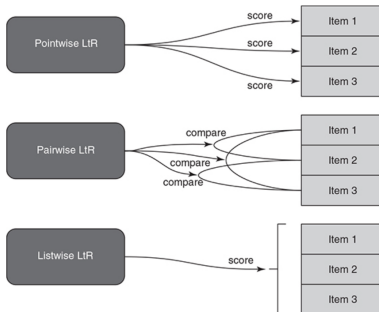 score
Item 1
Pointwise LtR
score
Item 2
score
Item 3
compare
Item 1
Pairwise LtR
compare
Item 2
compare
Item 3
Item 1
Listwise LtR
score
Item 2
Item 3